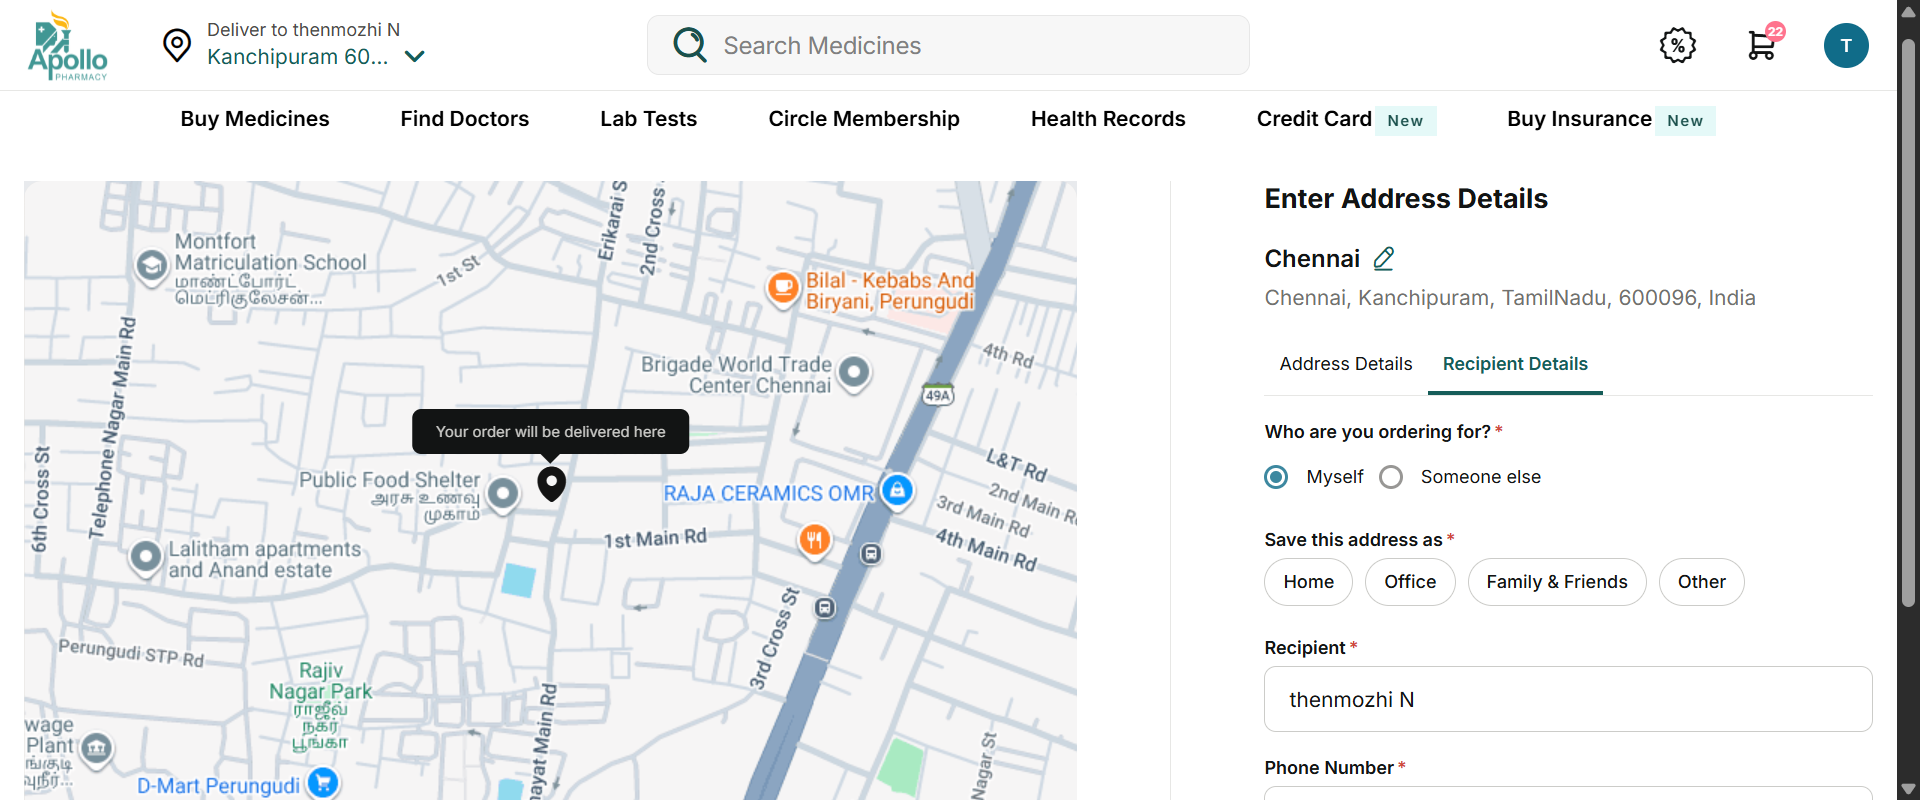 Apollo
PHARMACY
Deliver to thenmozhi N
Kanchipuram 60...
Search Medicines
22
T
Buy Medicines
Find Doctors
Lab Tests
Circle Membership
Health Records
Credit Card New
Buy Insurance New
Montfort
Matriculation School
மாண்ட்போர்ட்
மெட்ரிகுலேசன்...
1st St
Erikarai S
2nd Cross
Bilal - Kebabs And
Biryani, Perungudi
Telephone Nagar Main Rd
Brigade World Trade
Center Chennai
4th Rd
49A
Your order will be delivered here
6th Cross St
Public Food Shelter
அரசு உணவு
முகாம்
RAJA CERAMICS OMR
L&T Rd
2nd Main R
3rd Main Rd
4th Main Rd
1st Main Rd
Lalitham apartments
and Anand estate
3rd Cross St
Perungudi STP Rd
Rajiv
Nagar Park
ராஜீவ்
நகர்
பூங்கா
wage
Plant
D-Mart Perungudi
nayat Main Rd
Nagar St
Enter Address Details
Chennai
Chennai, Kanchipuram, TamilNadu, 600096, India
Address Details
Recipient Details
Who are you ordering for? *
Myself
Someone else
Save this address as *
Home
Office
Family & Friends
Other
Recipient *
thenmozhi N
Phone Number *